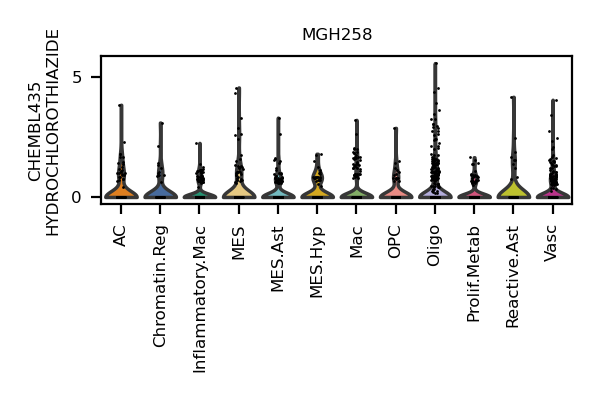 MGH258
CHEMBL435
HYDROCHLOROTHIAZIDE
5
0
AC
Chromatin.Reg
Inflammatory.Mac
MES
MES.Ast
MES.Hyp
Mac
OPC
Oligo
Prolif.Metab
Reactive.Ast
Vasc